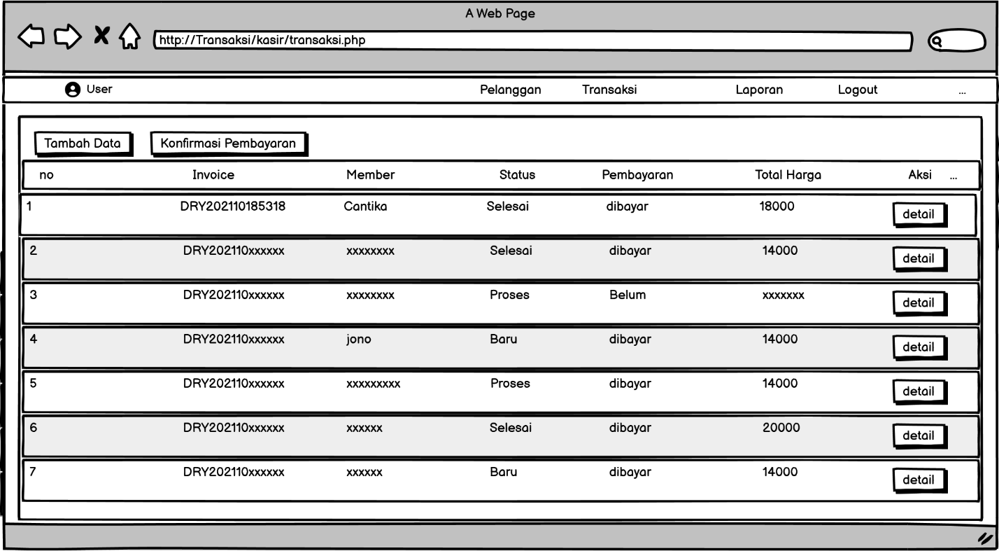 A Web Page
http://Transaksi/kasir/transaksi.php
User Pelanggan Transaksi Laporan Logout ...
Tambah Data Konfirmasi Pembayaran
no Invoice Member Status Pembayaran Total Harga Aksi ...
1 DRY202110185318 Cantika Selesai dibayar 18000 detail
2 DRY202110xxxxxx xxxxxxxx Selesai dibayar 14000 detail
3 DRY202110xxxxxx xxxxxxxx Proses Belum xxxxxxx detail
4 DRY202110xxxxxx jono Baru dibayar 14000 detail
5 DRY202110xxxxxx xxxxxxxxx Proses dibayar 14000 detail
6 DRY202110xxxxxx xxxxxx Selesai dibayar 20000 detail
7 DRY202110xxxxxx xxxxxx Baru dibayar 14000 detail